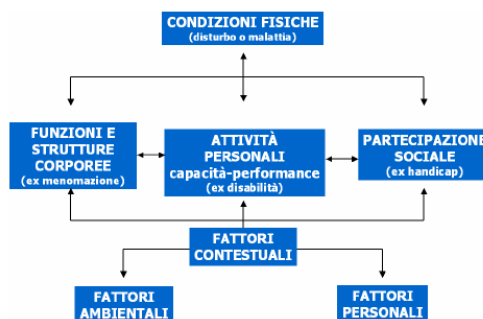 CONDIZIONI FISICHE
(disturbo o malattia)
FUNZIONI E
STRUTTURE
CORPOREE
(ex menomazione)
ATTIVITÀ
PERSONALI
capacità-performance
(ex disabilità)
PARTECIPAZIONE
SOCIALE
(ex handicap)
FATTORI
CONTESTUALI
FATTORI
AMBIENTALI
FATTORI
PERSONALI